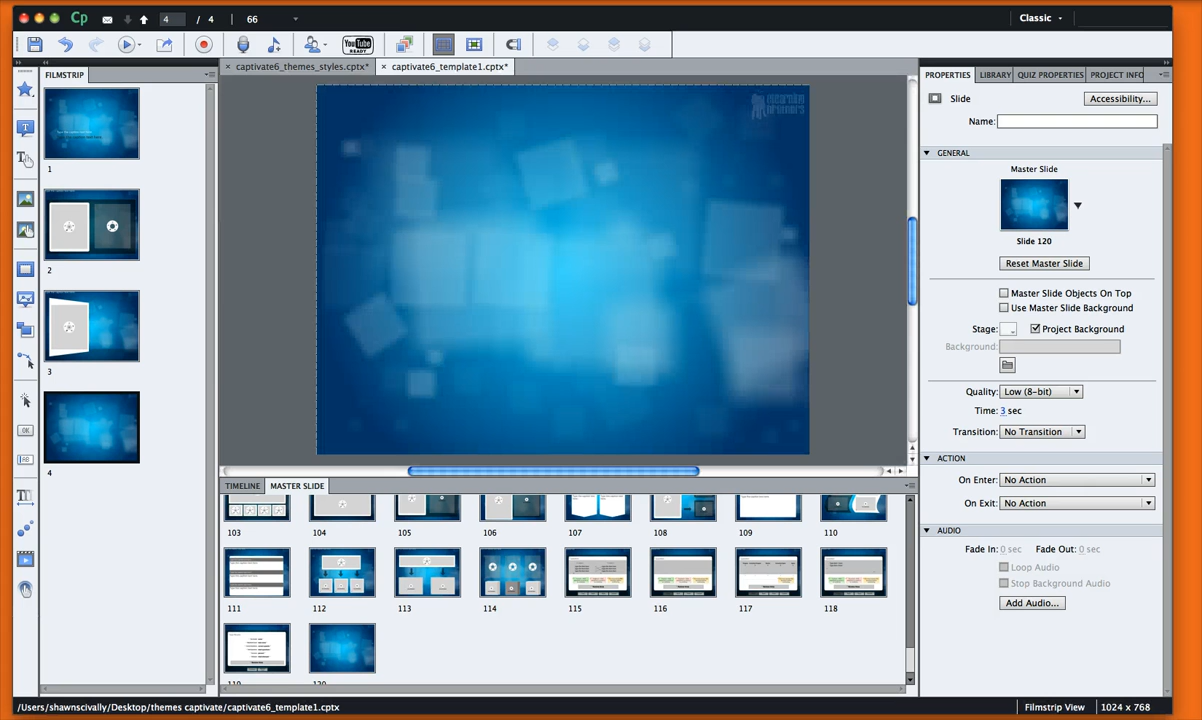 Cp 4 / 4 66 Classic
YouTube READY
FILMSTRIP
× captivate6_themes_styles.cptx* × captivate6_template1.cptx*
PROPERTIES LIBRARY QUIZ PROPERTIES PROJECT INFO
Slide Accessibility...
Name:
GENERAL
Master Slide
Slide 120
Reset Master Slide
Master Slide Objects On Top
Use Master Slide Background
Stage: Project Background
Background:
Quality: Low (8-bit)
Time: 3 sec
Transition: No Transition
ACTION
On Enter: No Action
On Exit: No Action
AUDIO
Fade In: 0 sec Fade Out: 0 sec
Loop Audio
Stop Background Audio
Add Audio...
1
2
3
4
OK
TIMELINE MASTER SLIDE
103 104 105 106 107 108 109 110
111 112 113 114 115 116 117 118
119 120
/Users/shawnscivally/Desktop/themes captivate/captivate6_template1.cptx Filmstrip View 1024 x 768